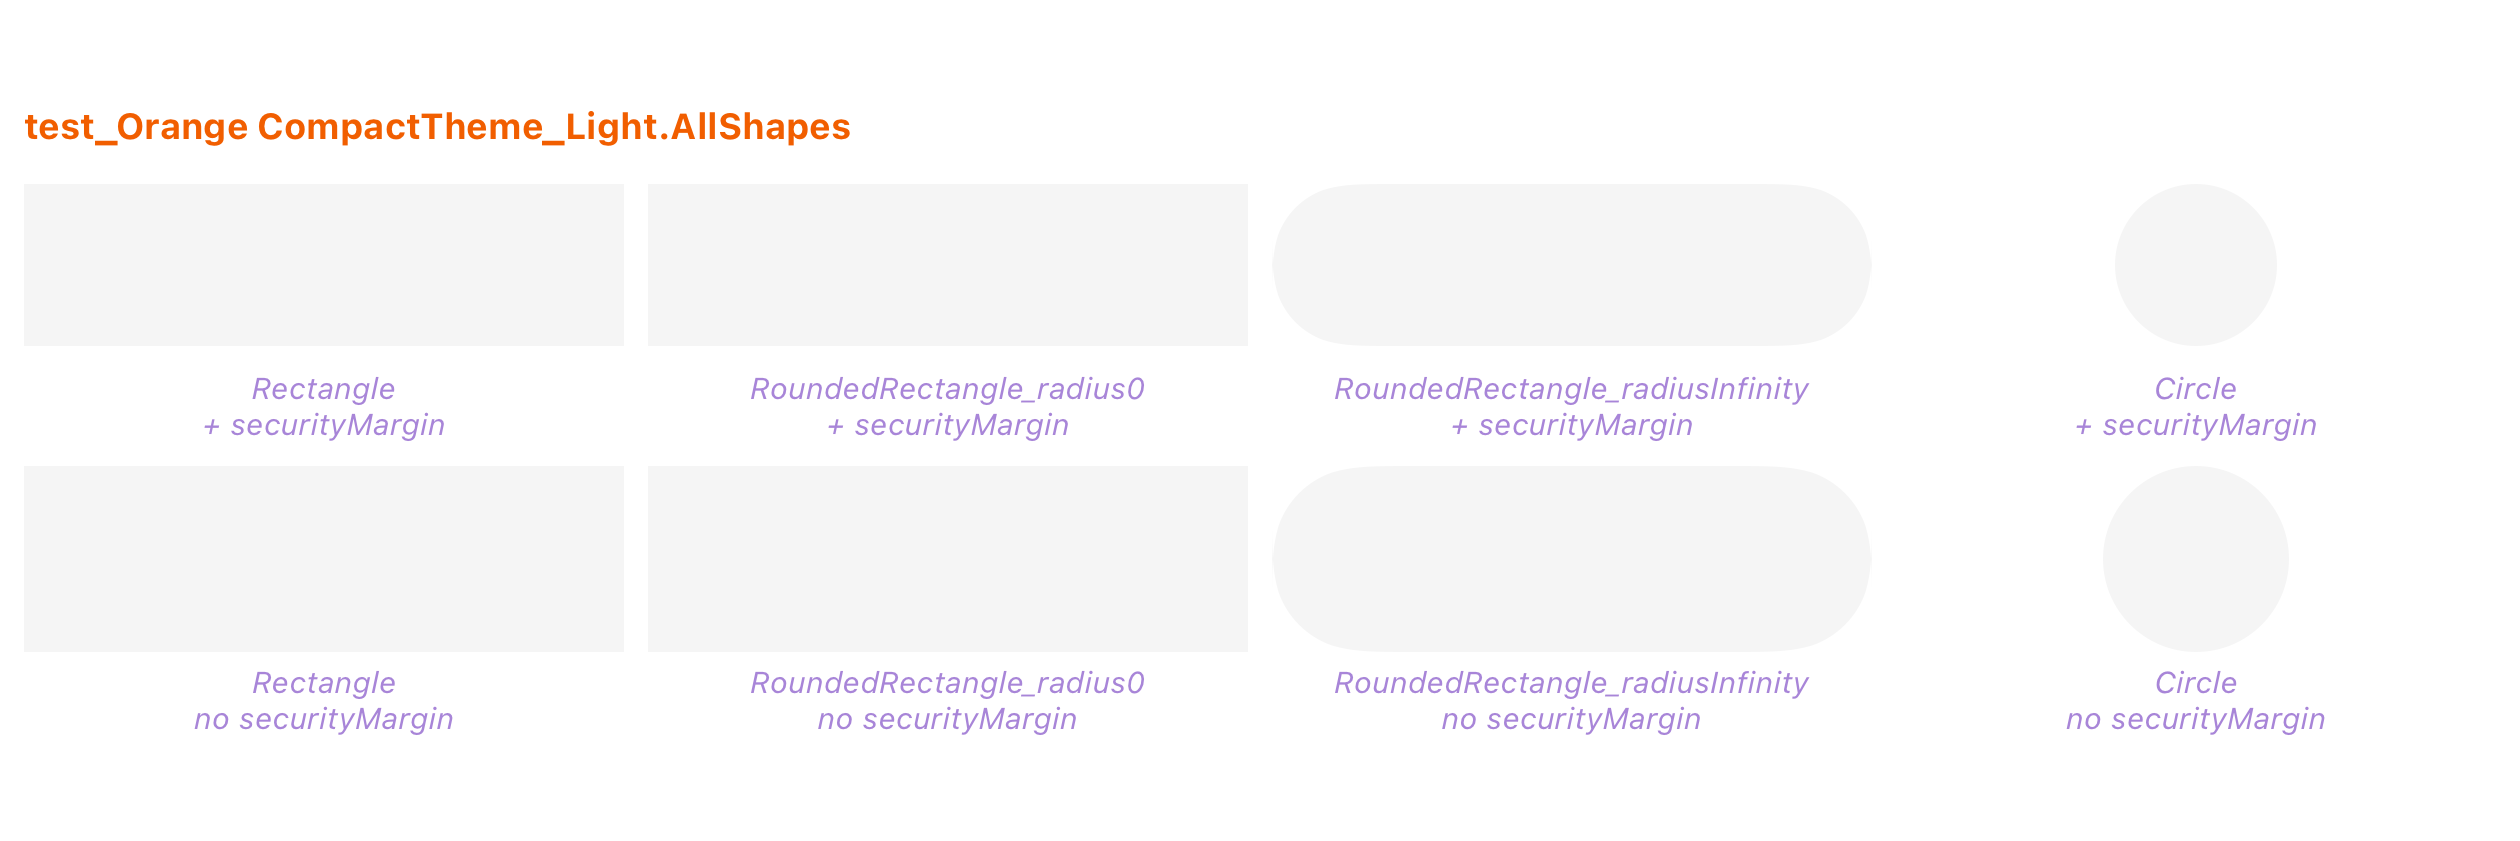 test_Orange CompactTheme_Light.AllShapes
Rectangle
+ securityMargin
RoundedRectangle_radius0
+ securityMargin
RoundedRectangle_radiusInfinity
+ securityMargin
Circle
+ securityMargin
Rectangle
no securityMargin
RoundedRectangle_radius0
no securityMargin
RoundedRectangle_radiusInfinity
no securityMargin
Circle
no securityMargin